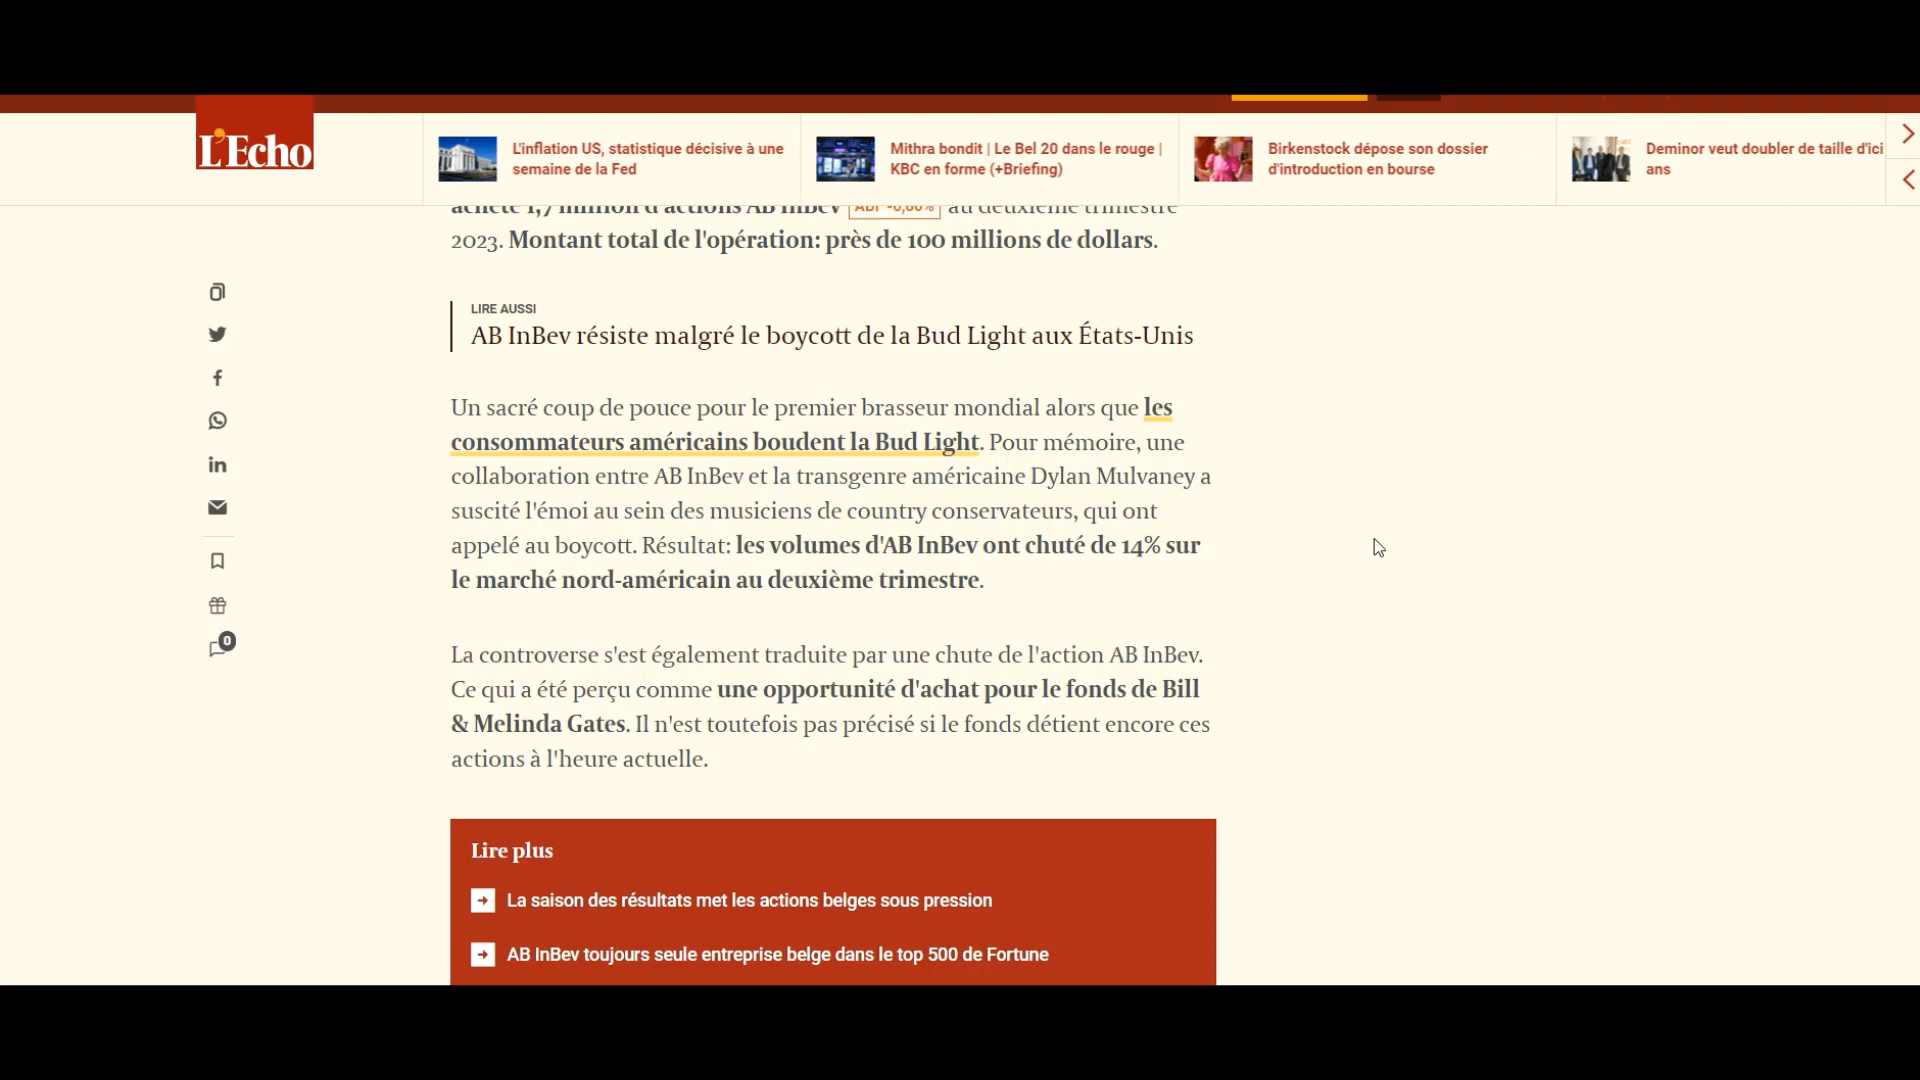 L'Echo
L'inflation US, statistique décisive à une
semaine de la Fed
Mithra bondit | Le Bel 20 dans le rouge |
KBC en forme (+Briefing)
Birkenstock dépose son dossier
d'introduction en bourse
Deminor veut doubler de taille d'ici
ans
acheté 1,7 million d'actions AB InBev ABI -0,60% au deuxième trimestre
2023. Montant total de l'opération: près de 100 millions de dollars.
LIRE AUSSI
AB InBev résiste malgré le boycott de la Bud Light aux États-Unis
Un sacré coup de pouce pour le premier brasseur mondial alors que les
consommateurs américains boudent la Bud Light. Pour mémoire, une
collaboration entre AB InBev et la transgenre américaine Dylan Mulvaney a
suscité l'émoi au sein des musiciens de country conservateurs, qui ont
appelé au boycott. Résultat: les volumes d'AB InBev ont chuté de 14% sur
le marché nord-américain au deuxième trimestre.
0
La controverse s'est également traduite par une chute de l'action AB InBev.
Ce qui a été perçu comme une opportunité d'achat pour le fonds de Bill
& Melinda Gates. Il n'est toutefois pas précisé si le fonds détient encore ces
actions à l'heure actuelle.
Lire plus
La saison des résultats met les actions belges sous pression
AB InBev toujours seule entreprise belge dans le top 500 de Fortune